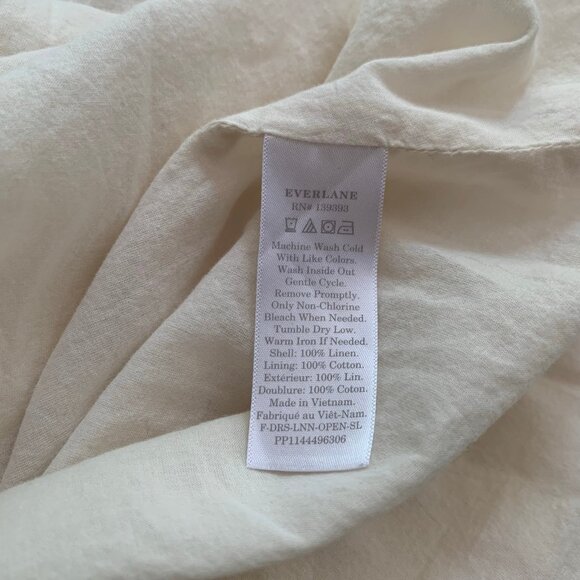 EVERLANE
RN# 139393
Machine Wash Cold
With Like Colors.
Wash Inside Out
Gentle Cycle.
Remove Promptly.
Only Non-Chlorine
Bleach When Needed.
Tumble Dry Low.
Warm Iron If Needed.
Shell: 100% Linen.
Lining: 100% Cotton.
Extérieur: 100% Lin.
Doublure: 100% Coton.
Made in Vietnam.
Fabriqué au Viêt-Nam.
F-DRS-LNN-OPEN-SL
PP1144496306